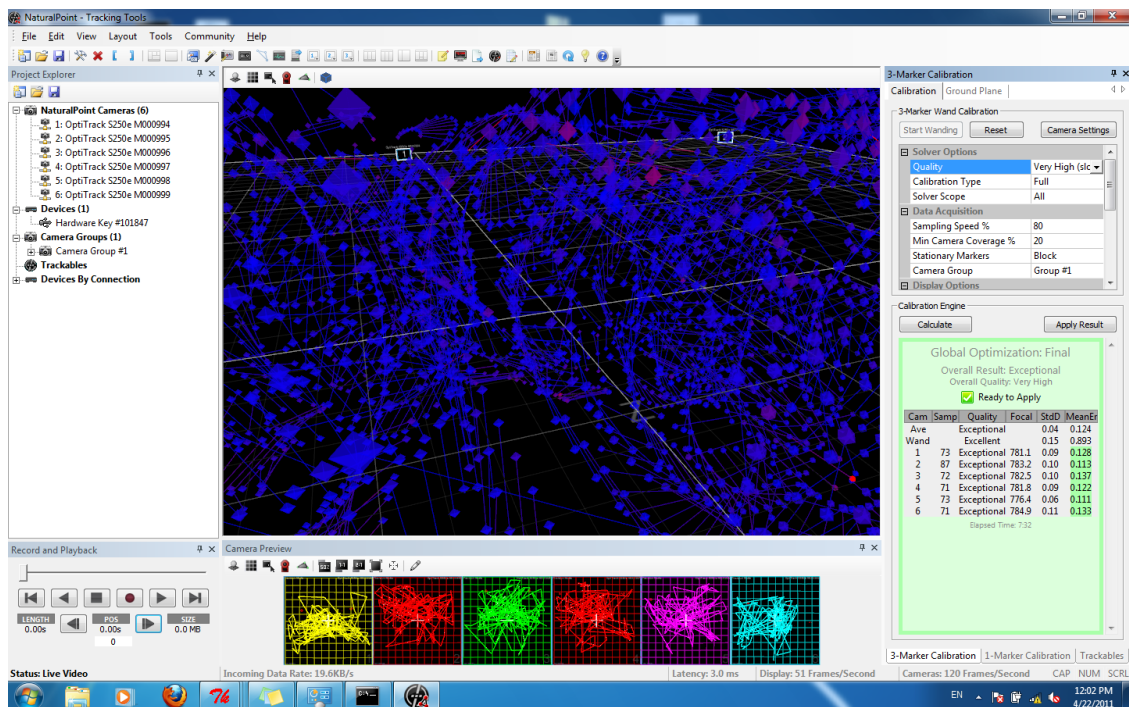 NaturalPoint - Tracking Tools
File Edit View Layout Tools Community Help
Project Explorer
NaturalPoint Cameras (6)
1: OptiTrack S250e M000994
2: OptiTrack S250e M000995
3: OptiTrack S250e M000996
4: OptiTrack S250e M000997
5: OptiTrack S250e M000998
6: OptiTrack S250e M000999
Devices (1)
Hardware Key #101847
Camera Groups (1)
Camera Group #1
Trackables
Devices By Connection
3-Marker Calibration
Calibration Ground Plane
3-Marker Wand Calibration
Start Wanding Reset Camera Settings
Solver Options
Quality Very High (slc
Calibration Type Full
Solver Scope All
Data Acquisition
Sampling Speed % 80
Min Camera Coverage % 20
Stationary Markers Block
Camera Group Group #1
Display Options
Calibration Engine
Calculate Apply Result
Global Optimization: Final
Overall Result: Exceptional
Overall Quality: Very High
Ready to Apply
Cam Samp Quality Focal StdD MeanEr
Ave Exceptional 0.04 0.124
Wand Excellent 0.15 0.893
1 73 Exceptional 781.1 0.09 0.128
2 87 Exceptional 783.2 0.10 0.113
3 72 Exceptional 782.5 0.10 0.137
4 71 Exceptional 781.8 0.09 0.122
5 73 Exceptional 776.4 0.06 0.111
6 71 Exceptional 784.9 0.11 0.133
Elapsed Time: 7:32
Record and Playback
LENGTH POS SIZE
0.00s 0.00s 0.0 MB
0
Camera Preview
3-Marker Calibration 1-Marker Calibration Trackables
Status: Live Video Incoming Data Rate: 19.6KB/s Latency: 3.0 ms Display: 51 Frames/Second Cameras: 120 Frames/Second CAP NUM SCRL
EN 12:02 PM
4/22/2011